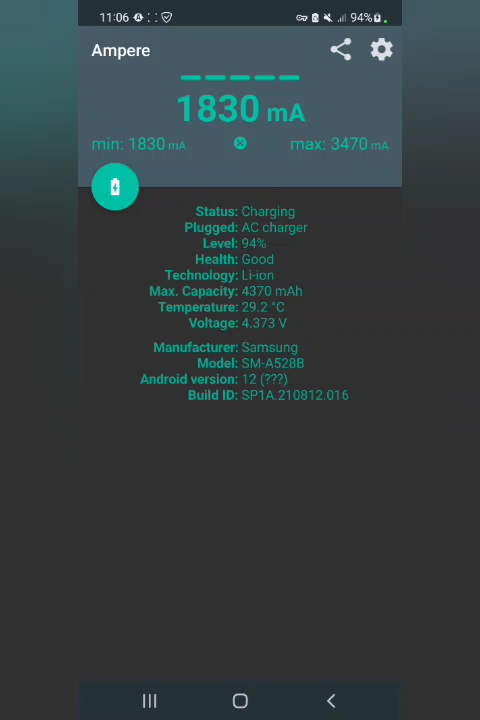 11:06 94%
Ampere
1830 mA
min: 1830 mA max: 3470 mA
Status: Charging
Plugged: AC charger
Level: 94%
Health: Good
Technology: Li-ion
Max. Capacity: 4370 mAh
Temperature: 29.2 °C
Voltage: 4.373 V
Manufacturer: Samsung
Model: SM-A528B
Android version: 12 (???)
Build ID: SP1A.210812.016